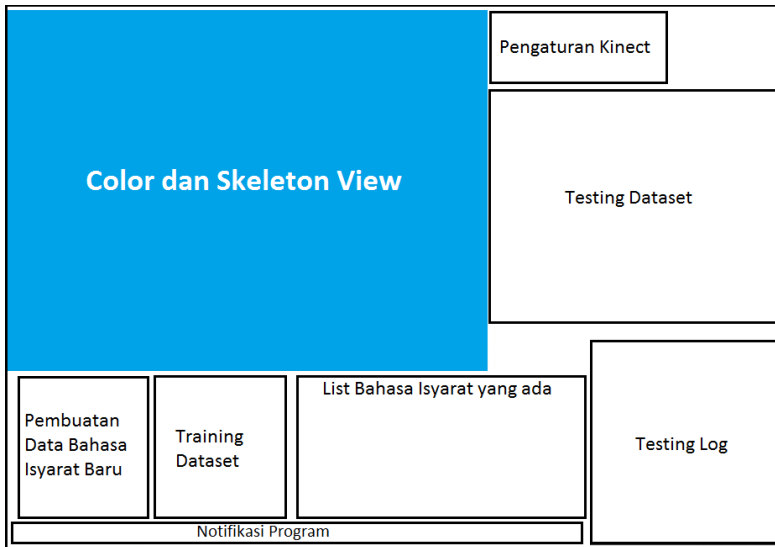 Pengaturan Kinect
Color dan Skeleton View
Testing Dataset
List Bahasa Isyarat yang ada
Pembuatan
Data Bahasa
Isyarat Baru
Training
Dataset
Testing Log
Notifikasi Program